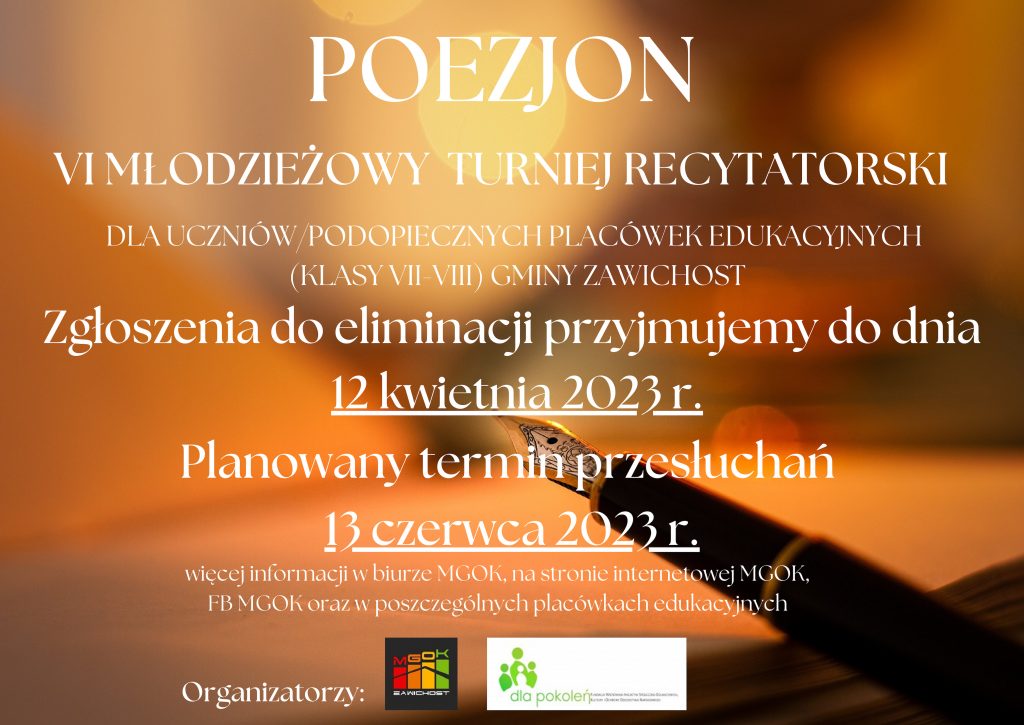 POEZJON
VI MŁODZIEŻOWY TURNIEJ RECYTATORSKI
DLA UCZNIÓW/PODOPIECZNYCH PLACÓWEK EDUKACYJNYCH
(KLASY VII-VIII) GMINY ZAWICHOST
Zgłoszenia do eliminacji przyjmujemy do dnia
12 kwietnia 2023 r.
Planowany termin przesłuchań
13 czerwca 2023 r.
więcej informacji w biurze MGOK, na stronie internetowej MGOK,
FB MGOK oraz w poszczególnych placówkach edukacyjnych
Organizatorzy:
MGOK
ZAWICHOST
dla pokoleń